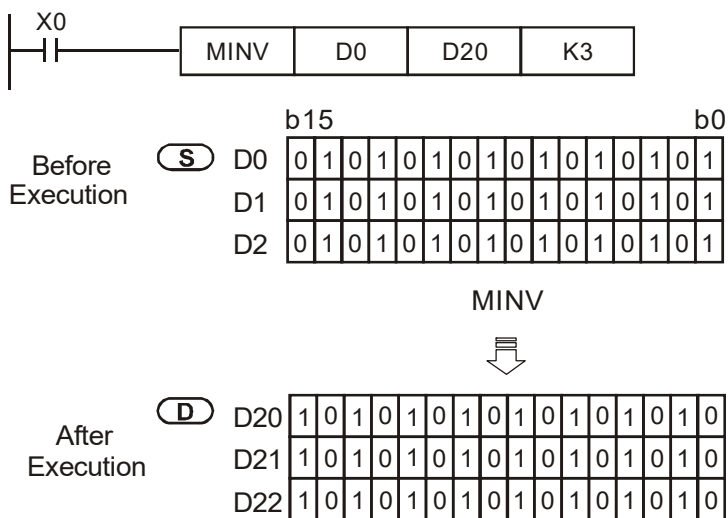 X0
MINV D0 D20 K3
b15 b0
Before Execution
S D0 0 1 0 1 0 1 0 1 0 1 0 1 0 1 0 1
D1 0 1 0 1 0 1 0 1 0 1 0 1 0 1 0 1
D2 0 1 0 1 0 1 0 1 0 1 0 1 0 1 0 1
MINV
After Execution
D D20 1 0 1 0 1 0 1 0 1 0 1 0 1 0 1 0
D21 1 0 1 0 1 0 1 0 1 0 1 0 1 0 1 0
D22 1 0 1 0 1 0 1 0 1 0 1 0 1 0 1 0